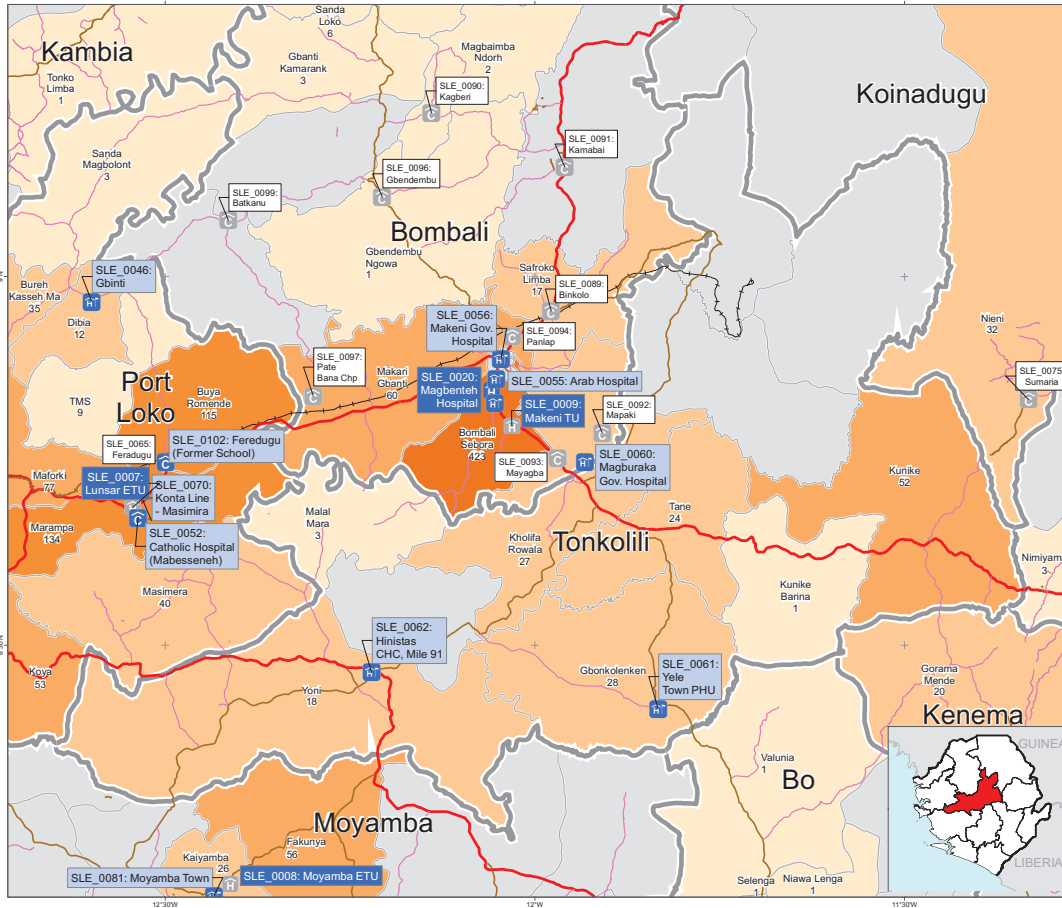 Sanda
Loko
6
Kambia
Gbanti
Kamarank
3
Magbaimba
Ndorh
2
Tonko
Limba
1
SLE_0090:
Kagberi
Koinadugu
SLE_0091:
Kamabai
Sanda
Magbolont
3
SLE_0096:
Gbendembu
SLE_0099:
Batkanu
Bombali
Gbendembu
Ngowa
1
SLE_0046:
Gbinti
Safroko
Limba
17
Bureh
Kasseh Ma
35
SLE_0089:
Binkolo
Dibia
12
SLE_0056:
Makeni Gov.
Hospital
Nieni
32
SLE_0094:
Panlap
SLE_0097:
Pate
Bana Chp
Makari
Gbanti
60
SLE_0075:
Sumaria
Port
Loko
TMS
9
Buya
Romende
115
SLE_0020:
Magbenteh
Hospital
SLE_0055: Arab Hospital
SLE_0009:
Makeni TU
SLE_0092:
Mapaki
SLE_0065:
Feradugu
SLE_0102: Feredugu
(Former School)
Bombali
Sebora
423
SLE_0093:
Mayagba
SLE_0060:
Magburaka
Gov. Hospital
Maforki
77
SLE_0007:
Lunsar ETU
SLE_0070:
Konta Line
- Masimira
Kunike
52
Marampa
134
SLE_0052:
Catholic Hospital
(Mabesseneh)
Malal
Mara
3
Tane
24
Kholifa
Rowala
27
Tonkolili
Nimiyam
3
Masimera
40
Kunike
Barina
1
SLE_0062:
Hinistas
CHC, Mile 91
SLE_0061:
Yele
Town PHU
Koya
53
Yoni
18
Gbonkolenken
28
Gorama
Mende
20
Kenema
GUINEA
LIBERIA
Valunia
1
Bo
Moyamba
Fakunya
56
Kaiyamba
26
SLE_0081: Moyamba Town
SLE_0008: Moyamba ETU
Selenga
1
Niawa Lenga
1
12°30'W
12°W
11°30'W